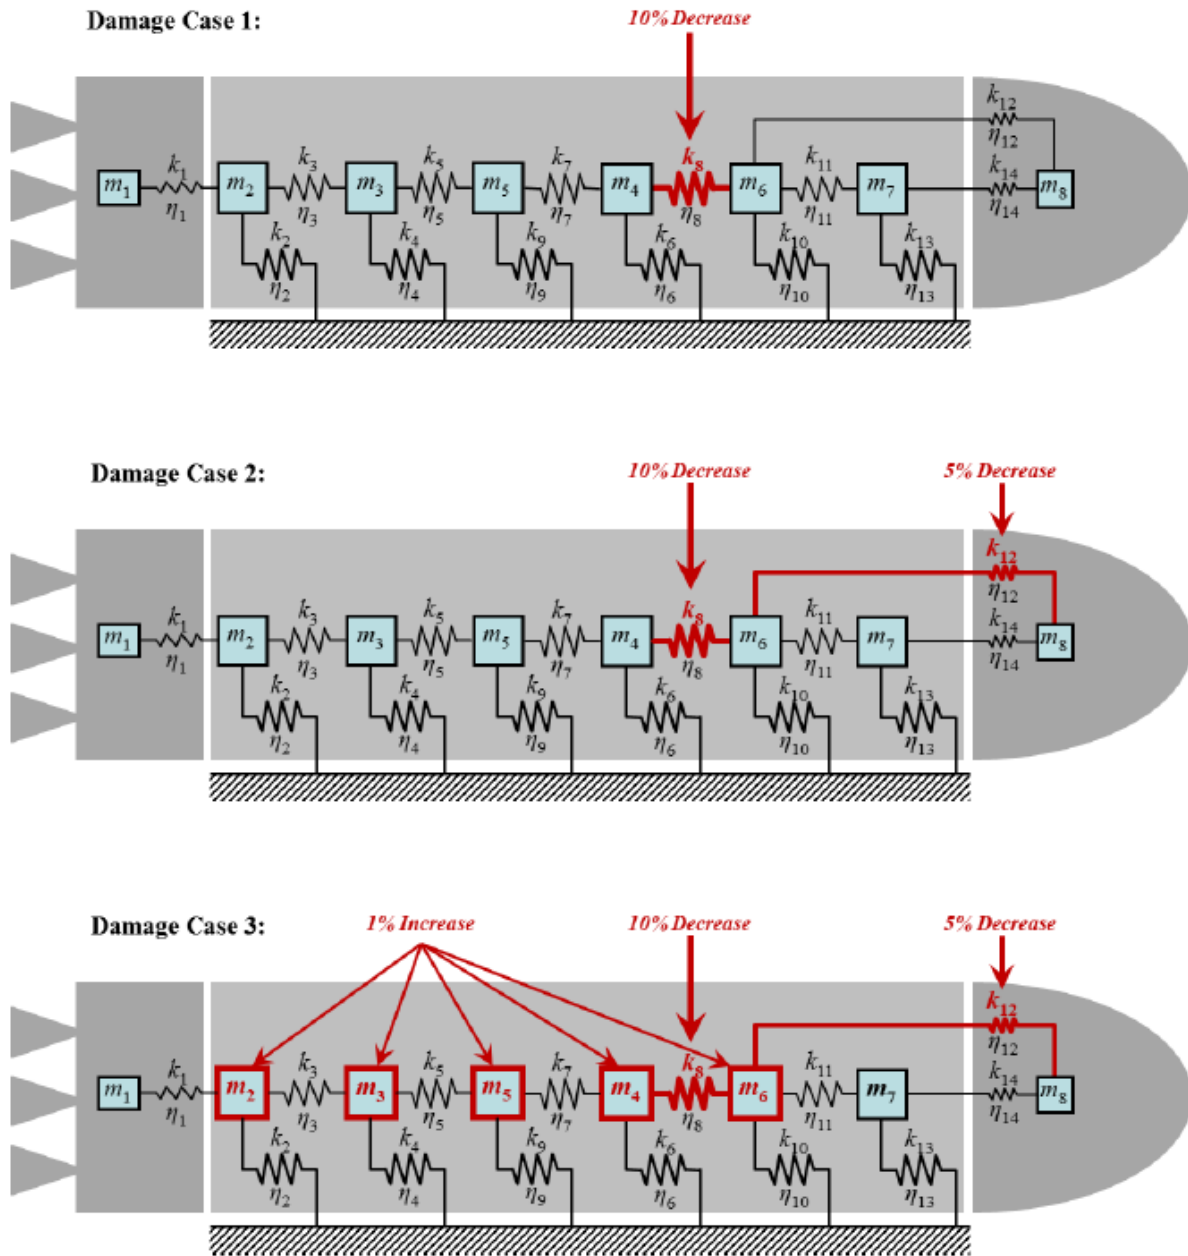 Damage Case 1:
10% Decrease
k12
η12
k1 k3 k5 k7 k8 k11 k14
m1 m2 m3 m5 m4 m6 m7 m8
η1 η3 η5 η7 η8 η11 η14
k2 k4 k9 k6 k10 k13
η2 η4 η9 η6 η10 η13
Damage Case 2:
10% Decrease 5% Decrease
k12
η12
k1 k3 k5 k7 k8 k11 k14
m1 m2 m3 m5 m4 m6 m7 m8
η1 η3 η5 η7 η8 η11 η14
k2 k4 k9 k6 k10 k13
η2 η4 η9 η6 η10 η13
Damage Case 3:
1% Increase 10% Decrease 5% Decrease
k12
η12
k1 k3 k5 k7 k8 k11 k14
m1 m2 m3 m5 m4 m6 m7 m8
η1 η3 η5 η7 η8 η11 η14
k2 k4 k9 k6 k10 k13
η2 η4 η9 η6 η10 η13